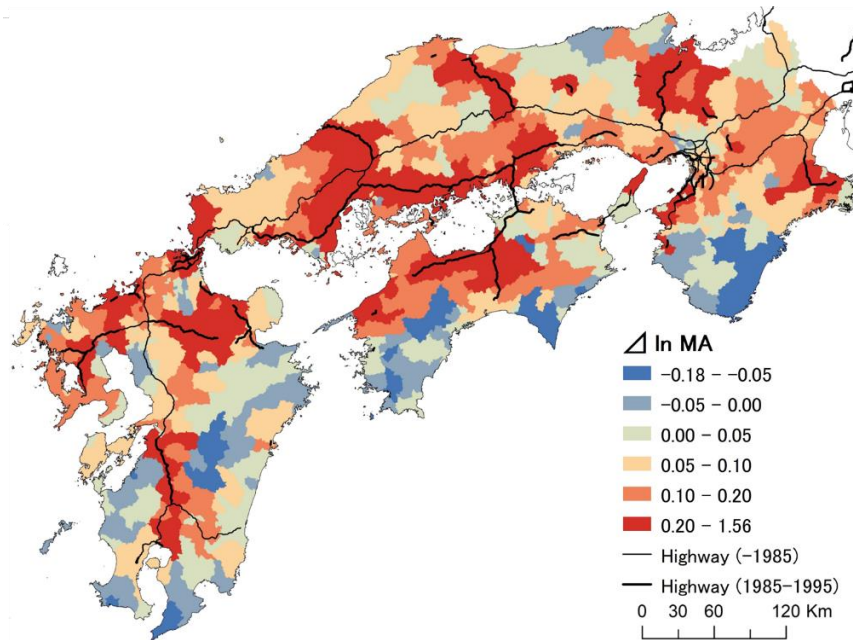 ⊿ ln MA
-0.18 – -0.05
-0.05 – 0.00
0.00 – 0.05
0.05 – 0.10
0.10 – 0.20
0.20 – 1.56
Highway (-1985)
Highway (1985-1995)
0 30 60 120 Km